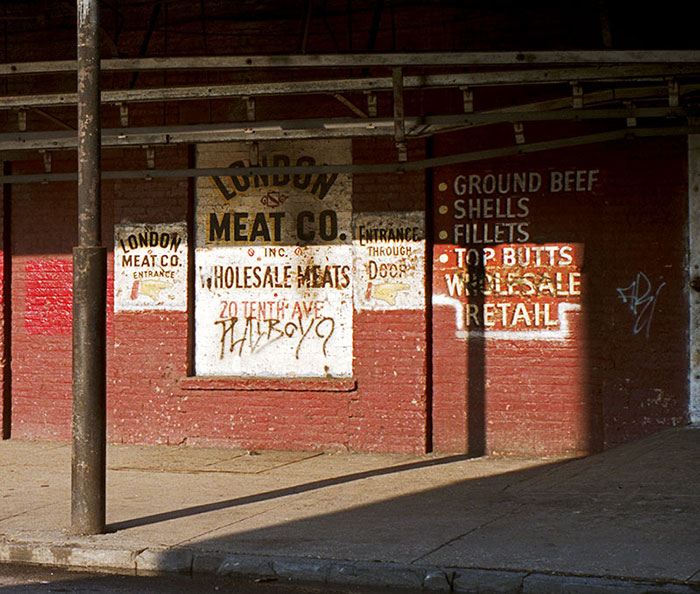 LONDON
MEAT CO.
ENTRANCE
LONDON
MEAT CO.
INC.
WHOLESALE MEATS
20 TENTH AVE
PLAYBOY9
ENTRANCE
THROUGH
DOOR
• GROUND BEEF
• SHELLS
• FILLETS
• TOP BUTTS
WHOLESALE
RETAIL